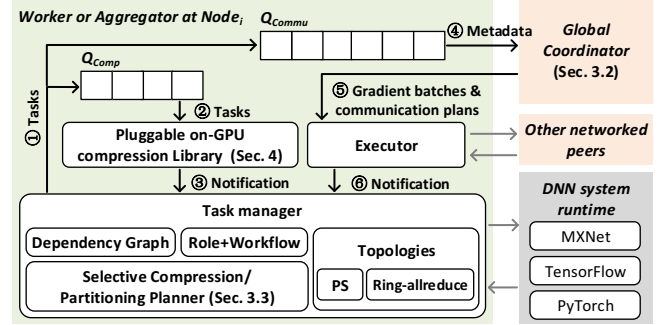 Worker or Aggregator at Nodei
QCommu
④ Metadata
Global
Coordinator
(Sec. 3.2)
QComp
① Tasks
② Tasks
⑤ Gradient batches &
communication plans
Pluggable on-GPU
compression Library (Sec. 4)
Executor
Other networked
peers
③ Notification
⑥ Notification
DNN system
runtime
MXNet
TensorFlow
PyTorch
Task manager
Dependency Graph
Role+Workflow
Selective Compression/
Partitioning Planner (Sec. 3.3)
Topologies
PS
Ring-allreduce